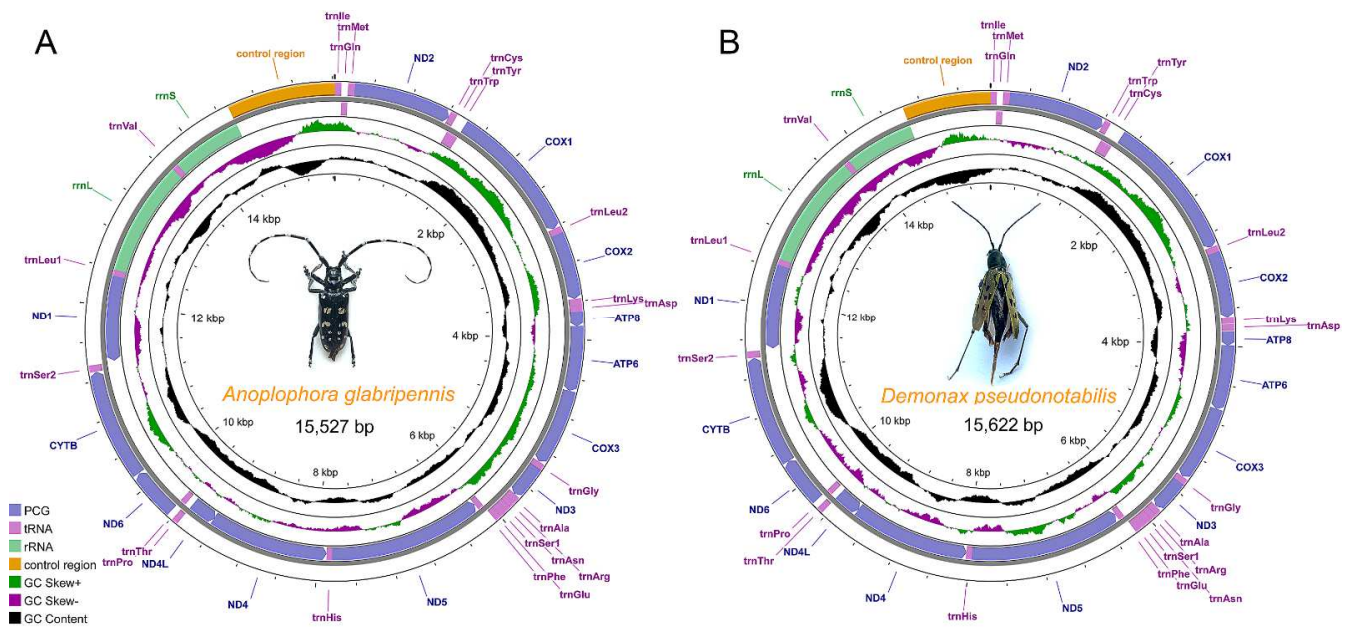 A
control region
trnIle
trnMet
trnGln
ND2
trnCys
trnTyr
trnTrp
COX1
trnLeu2
COX2
trnLys
trnAsp
ATP8
ATP6
COX3
trnGly
ND3
trnAla
trnSer1
trnAsn
trnArg
trnPhe
trnGlu
ND5
trnHis
ND4
ND4L
trnThr
trnPro
ND6
CYTB
trnSer2
ND1
trnLeu1
rrnL
trnVal
rrnS
14 kbp
2 kbp
12 kbp
4 kbp
10 kbp
6 kbp
8 kbp
Anoplophora glabripennis
15,527 bp
PCG
tRNA
rRNA
control region
GC Skew+
GC Skew-
GC Content
B
control region
trnIle
trnMet
trnGln
ND2
trnTyr
trnTrp
trnCys
COX1
trnLeu2
COX2
trnLys
trnAsp
ATP8
ATP6
COX3
trnGly
ND3
trnAla
trnSer1
trnArg
trnPhe
trnGlu
trnAsn
ND5
trnHis
ND4
ND4L
trnPro
trnThr
ND6
CYTB
trnSer2
ND1
trnLeu1
rrnL
trnVal
rrnS
14 kbp
2 kbp
12 kbp
4 kbp
10 kbp
6 kbp
8 kbp
Demonax pseudonotabilis
15,622 bp